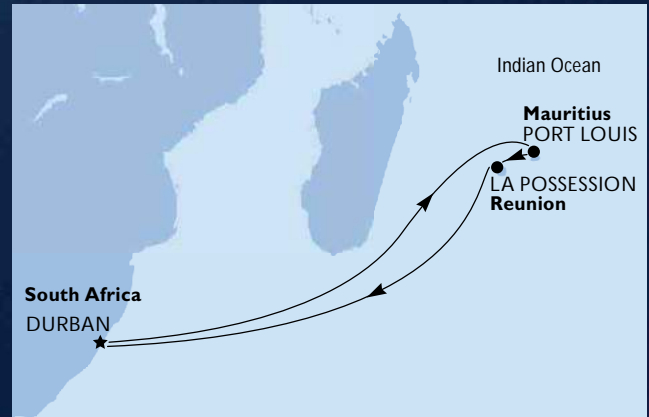 Indian Ocean
Mauritius
PORT LOUIS
LA POSSESSION
Reunion
South Africa
DURBAN